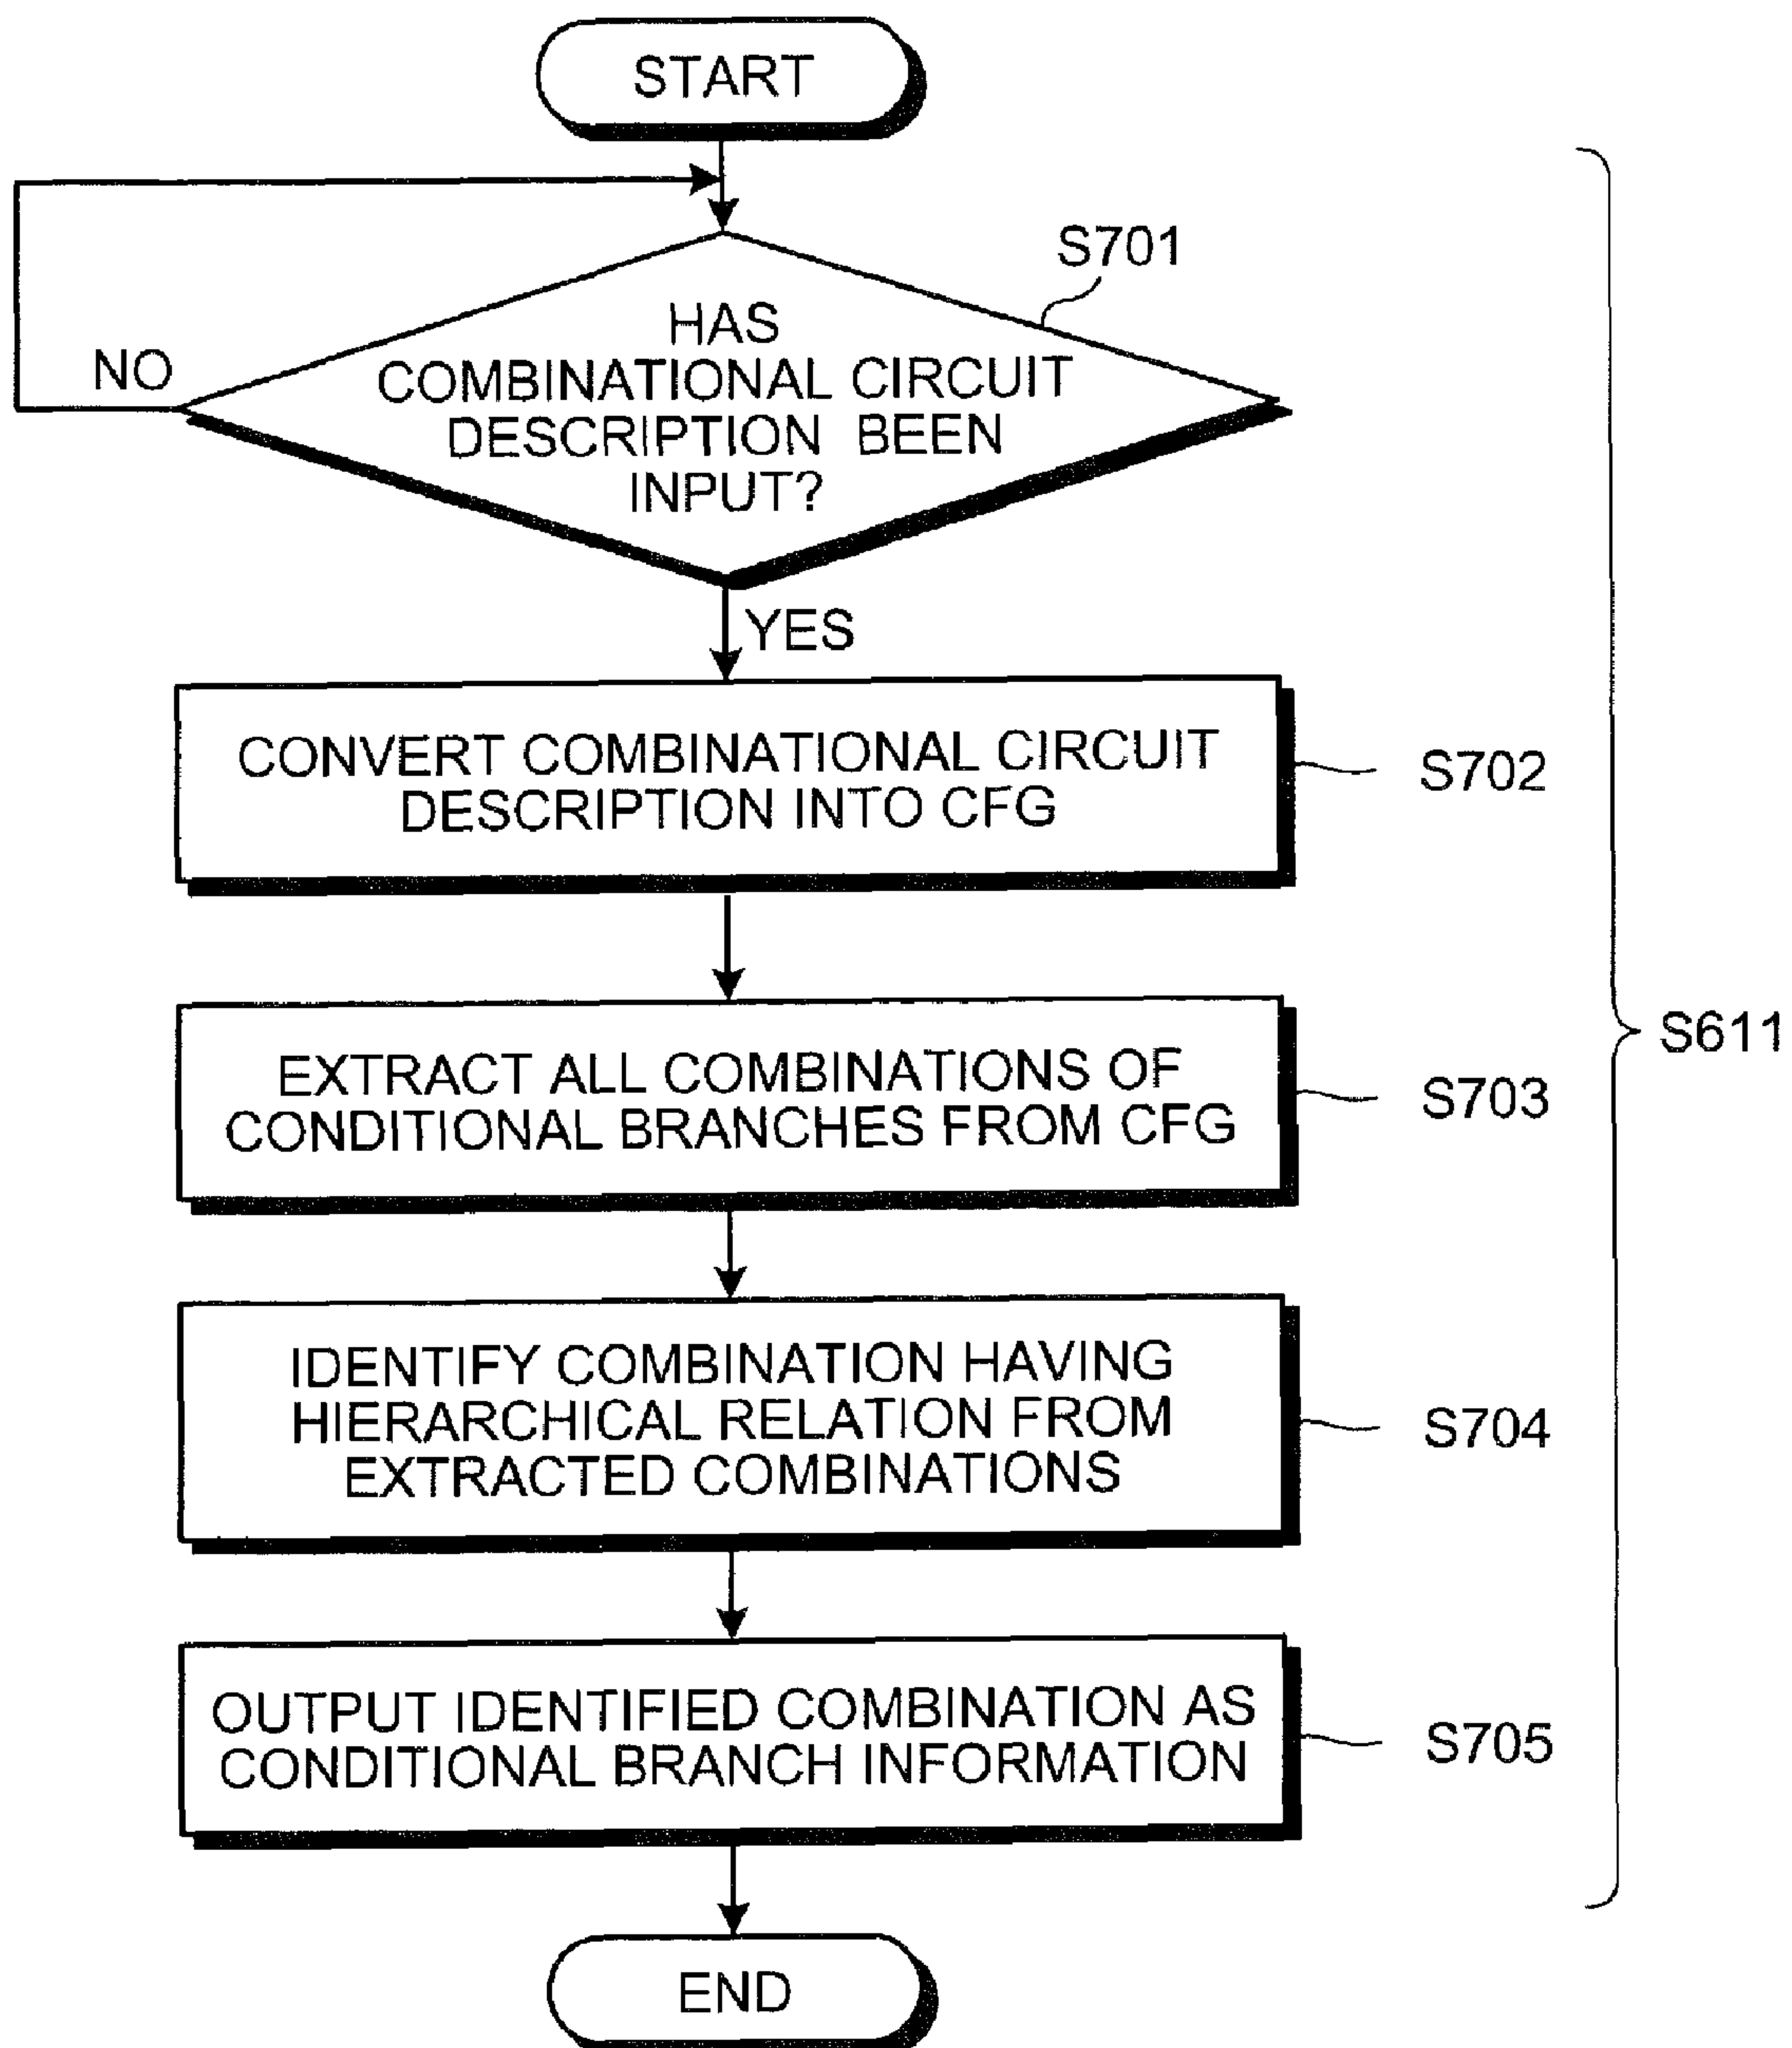 START
S701
HAS
COMBINATIONAL CIRCUIT
DESCRIPTION BEEN
INPUT?
NO
YES
CONVERT COMBINATIONAL CIRCUIT
DESCRIPTION INTO CFG
S702
EXTRACT ALL COMBINATIONS OF
CONDITIONAL BRANCHES FROM CFG
S703
S611
IDENTIFY COMBINATION HAVING
HIERARCHICAL RELATION FROM
EXTRACTED COMBINATIONS
S704
OUTPUT IDENTIFIED COMBINATION AS
CONDITIONAL BRANCH INFORMATION
S705
END